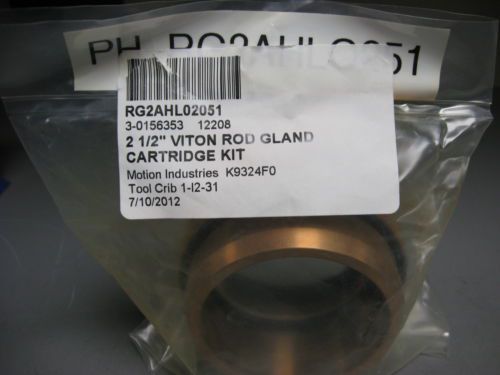 PH RG2AHLO251
RG2AHL02051
3-0156353 12208
2 1/2" VITON ROD GLAND
CARTRIDGE KIT
Motion Industries K9324F0
Tool Crib 1-I2-31
7/10/2012